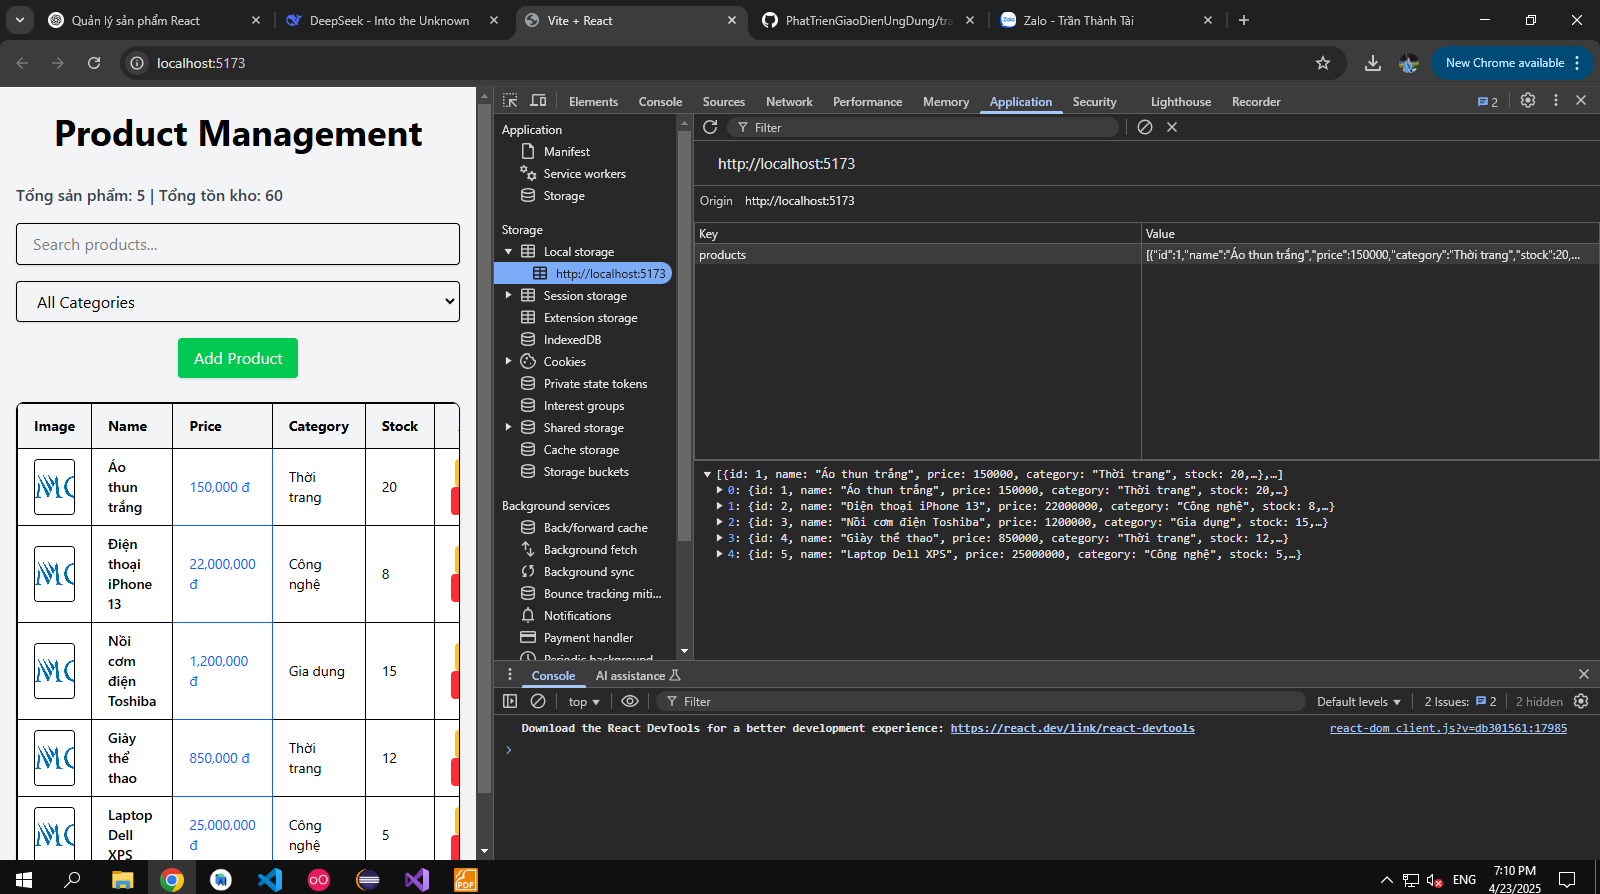 Quản lý sản phẩm React
DeepSeek - Into the Unknown
Vite + React
PhatTrienGiaoDienUngDung/tra
Zalo - Trần Thành Tài
localhost:5173
New Chrome available
Product Management
Tổng sản phẩm: 5 | Tổng tồn kho: 60
Search products...
All Categories
Add Product
Image Name Price Category Stock
Áo thun trắng 150,000 đ Thời trang 20
Điện thoại iPhone 13 22,000,000 đ Công nghệ 8
Nồi cơm điện Toshiba 1,200,000 đ Gia dụng 15
Giày thể thao 850,000 đ Thời trang 12
Laptop Dell XPS 25,000,000 đ Công nghệ 5
Elements Console Sources Network Performance Memory Application Security Lighthouse Recorder 2
Application
Manifest
Service workers
Storage
Storage
Local storage
http://localhost:5173
Session storage
Extension storage
IndexedDB
Cookies
Private state tokens
Interest groups
Shared storage
Cache storage
Storage buckets
Background services
Back/forward cache
Background fetch
Background sync
Bounce tracking miti...
Notifications
Payment handler
Periodic background
Filter
http://localhost:5173
Origin http://localhost:5173
Key Value
products [{"id":1,"name":"Áo thun trắng","price":150000,"category":"Thời trang","stock":20,...
[{id: 1, name: "Áo thun trắng", price: 150000, category: "Thời trang", stock: 20,…},…]
0: {id: 1, name: "Áo thun trắng", price: 150000, category: "Thời trang", stock: 20,…}
1: {id: 2, name: "Điện thoại iPhone 13", price: 22000000, category: "Công nghệ", stock: 8,…}
2: {id: 3, name: "Nồi cơm điện Toshiba", price: 1200000, category: "Gia dụng", stock: 15,…}
3: {id: 4, name: "Giày thể thao", price: 850000, category: "Thời trang", stock: 12,…}
4: {id: 5, name: "Laptop Dell XPS", price: 25000000, category: "Công nghệ", stock: 5,…}
Console AI assistance
top Filter Default levels 2 Issues: 2 2 hidden
Download the React DevTools for a better development experience: https://react.dev/link/react-devtools react-dom_client.js?v=db301561:17985
ENG
7:10 PM
4/23/2025